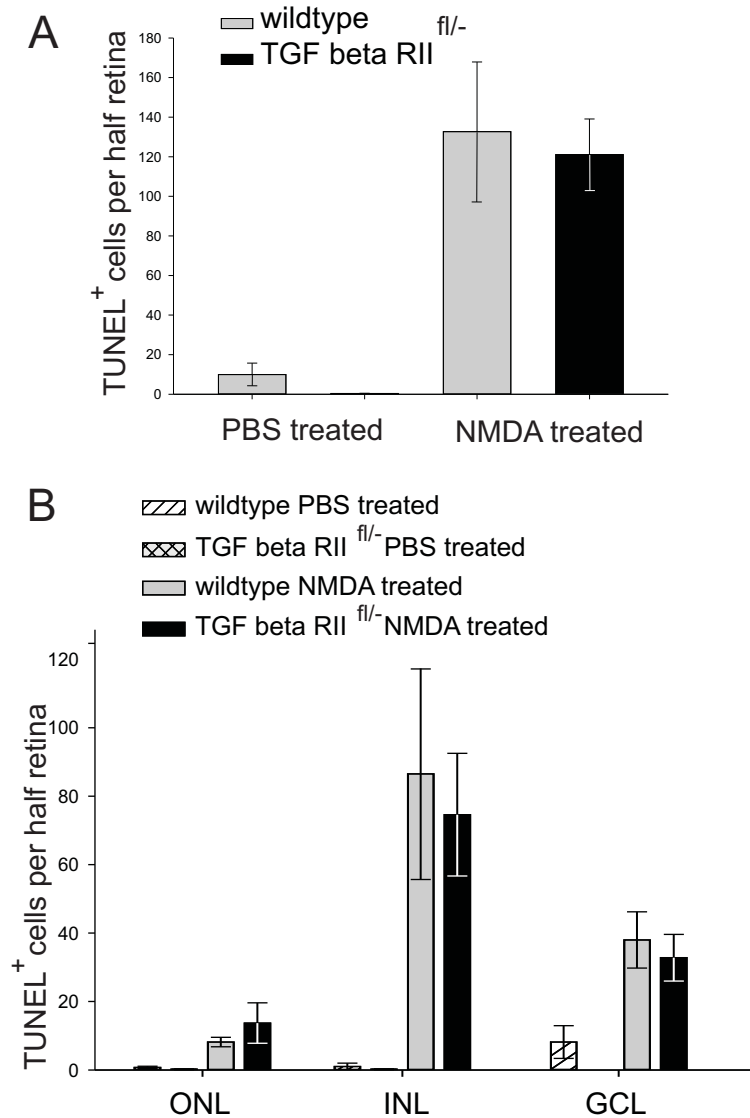 A
wildtype
TGF beta RII fl/-
TUNEL+ cells per half retina
180
160
140
120
100
80
60
40
20
0
PBS treated
NMDA treated
B
wildtype PBS treated
TGF beta RII fl/- PBS treated
wildtype NMDA treated
TGF beta RII fl/- NMDA treated
TUNEL+ cells per half retina
120
100
80
60
40
20
0
ONL
INL
GCL